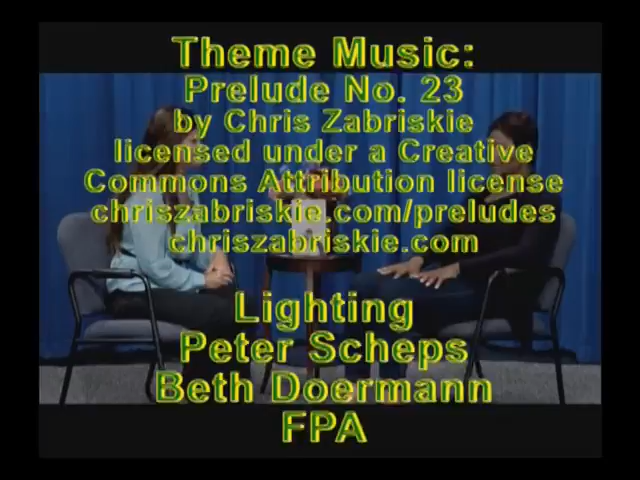 Theme Music:
Prelude No. 23
by Chris Zabriskie
licensed under a Creative
Commons Attribution license
chriszabriskie.com/preludes
chriszabriskie.com
Lighting
Peter Scheps
Beth Doermann
FPA